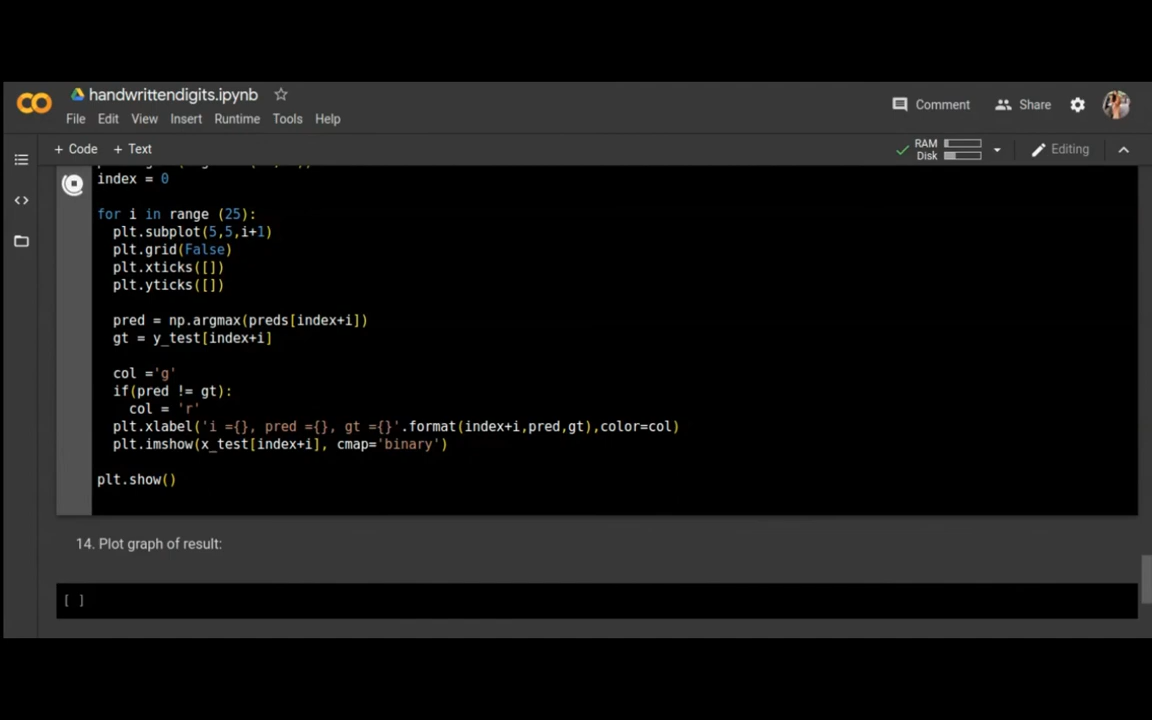 handwrittendigits.ipynb
Comment
Share
File Edit View Insert Runtime Tools Help
+ Code + Text
RAM
Disk
Editing
index = 0
for i in range (25):
plt.subplot(5,5,i+1)
plt.grid(False)
plt.xticks([])
plt.yticks([])
pred = np.argmax(preds[index+i])
gt = y_test[index+i]
col ='g'
if(pred != gt):
col = 'r'
plt.xlabel('i ={}, pred ={}, gt ={}'.format(index+i,pred,gt),color=col)
plt.imshow(x_test[index+i], cmap='binary')
plt.show()
14. Plot graph of result:
[ ]